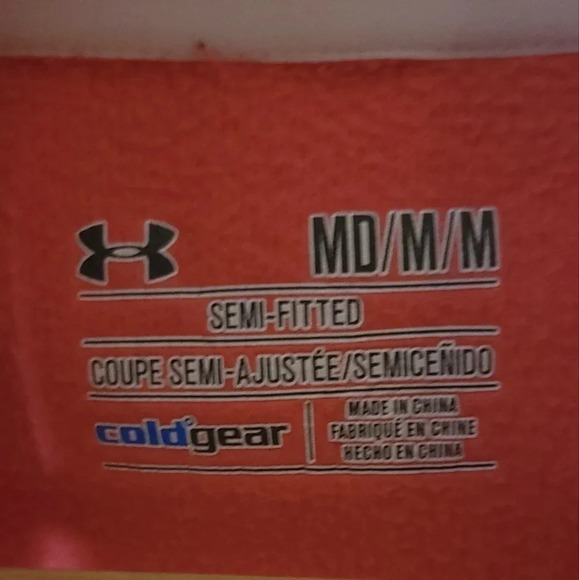 MD/M/M
SEMI-FITTED
COUPE SEMI-AJUSTÉE/SEMICEÑIDO
coldgear
MADE IN CHINA
FABRIQUÉ EN CHINE
HECHO EN CHINA